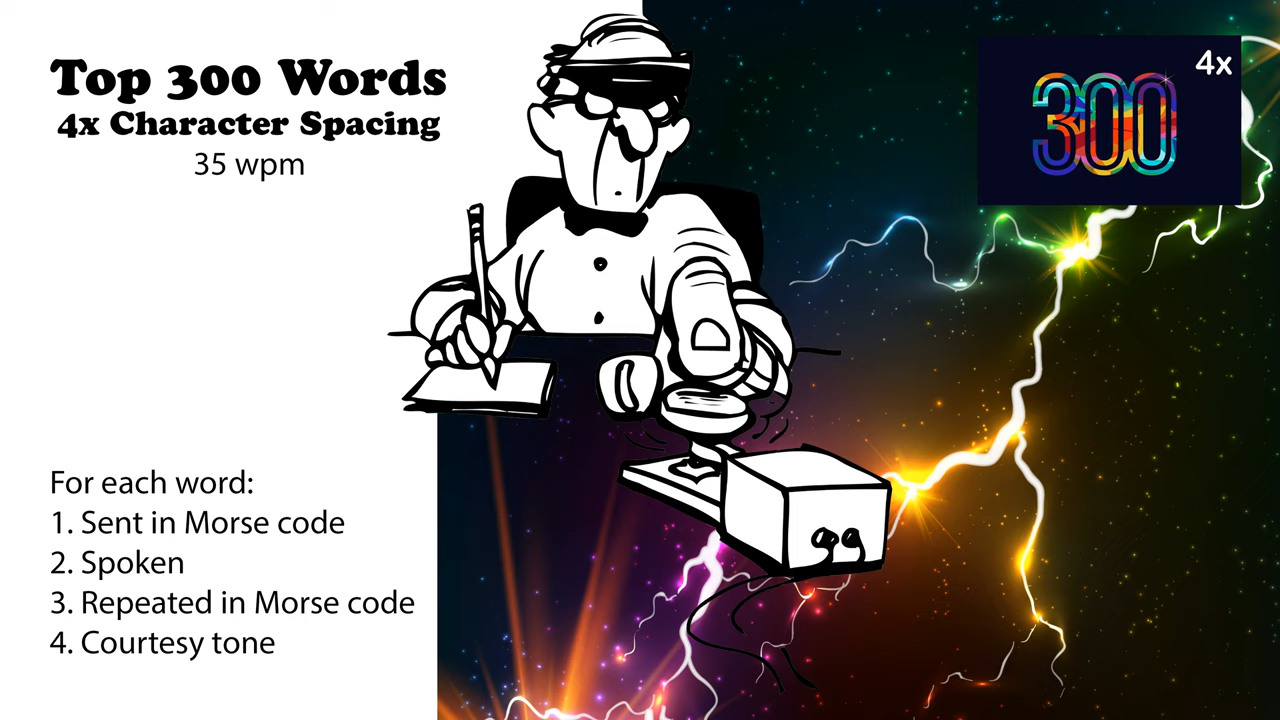 Top 300 Words
4x Character Spacing
35 wpm
4x
300
For each word:
1. Sent in Morse code
2. Spoken
3. Repeated in Morse code
4. Courtesy tone